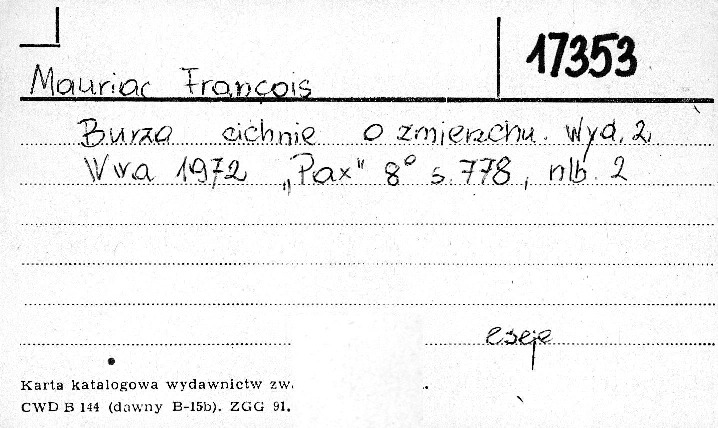 17353
Mauriac François
Burza cichnie o zmierzchu. Wyd. 2
Wwa 1972 „Pax" 8° s. 778, nlb. 2
eseje
Karta katalogowa wydawnictw zw.
CWD B 144 (dawny B-15b). ZGG 91.